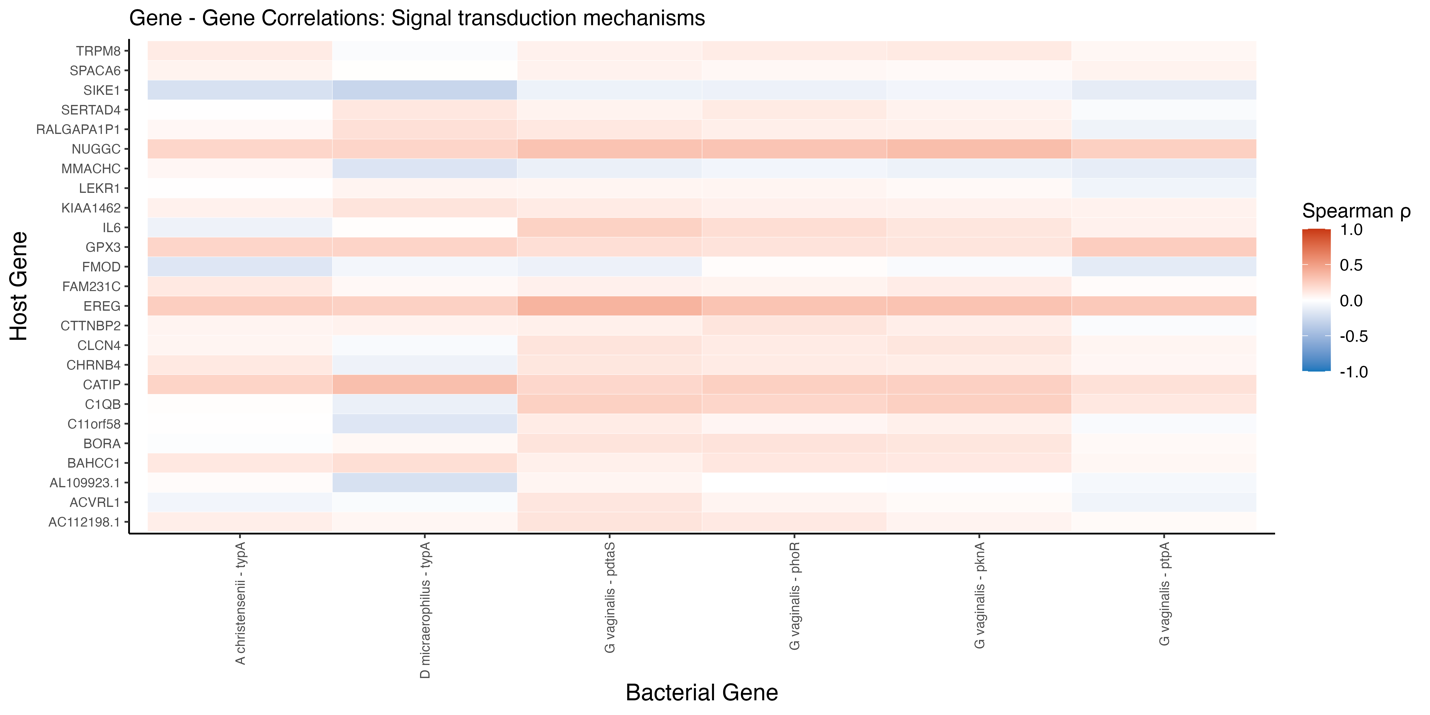 Gene - Gene Correlations: Signal transduction mechanisms
Host Gene
TRPM8
SPACA6
SIKE1
SERTAD4
RALGAPA1P1
NUGGC
MMACHC
LEKR1
KIAA1462
IL6
GPX3
FMOD
FAM231C
EREG
CTTNBP2
CLCN4
CHRNB4
CATIP
C1QB
C11orf58
BORA
BAHCC1
AL109923.1
ACVRL1
AC112198.1
A christensenii - typA
D micraerophilus - typA
G vaginalis - pdtaS
G vaginalis - phoR
G vaginalis - pknA
G vaginalis - ptpA
Bacterial Gene
Spearman ρ
1.0
0.5
0.0
-0.5
-1.0